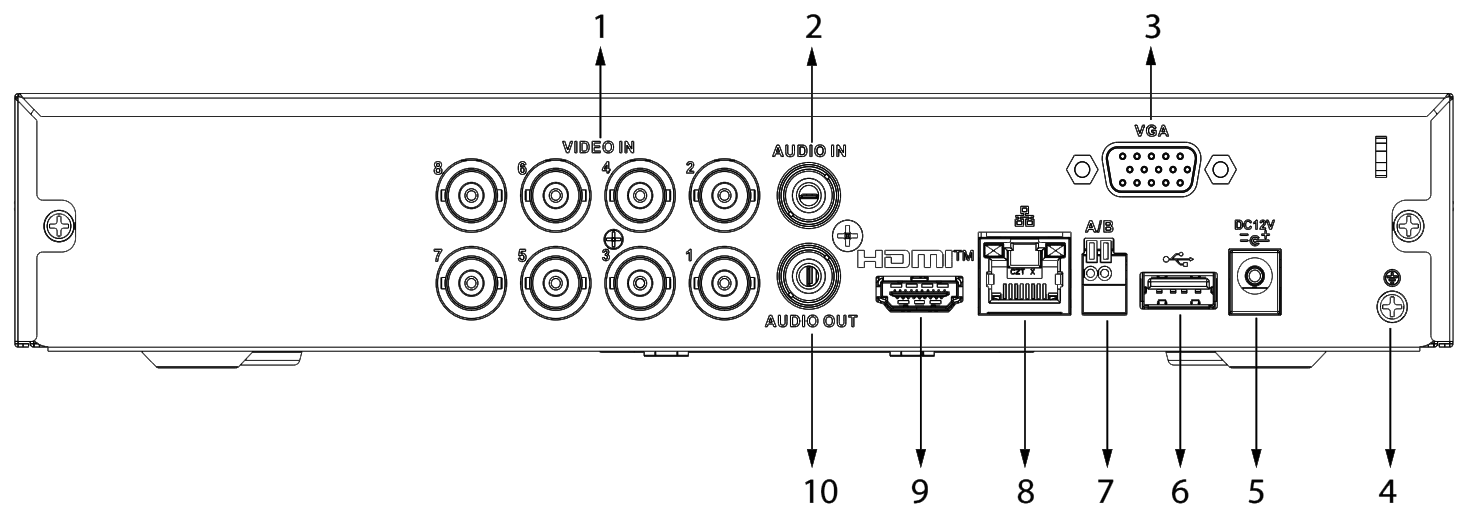 1 2 3
VGA
VIDEO IN AUDIO IN
8 6 4 2
A/B DC12V
7 5 3 1 HDMI™
CZT X
AUDIO OUT
10 9 8 7 6 5 4